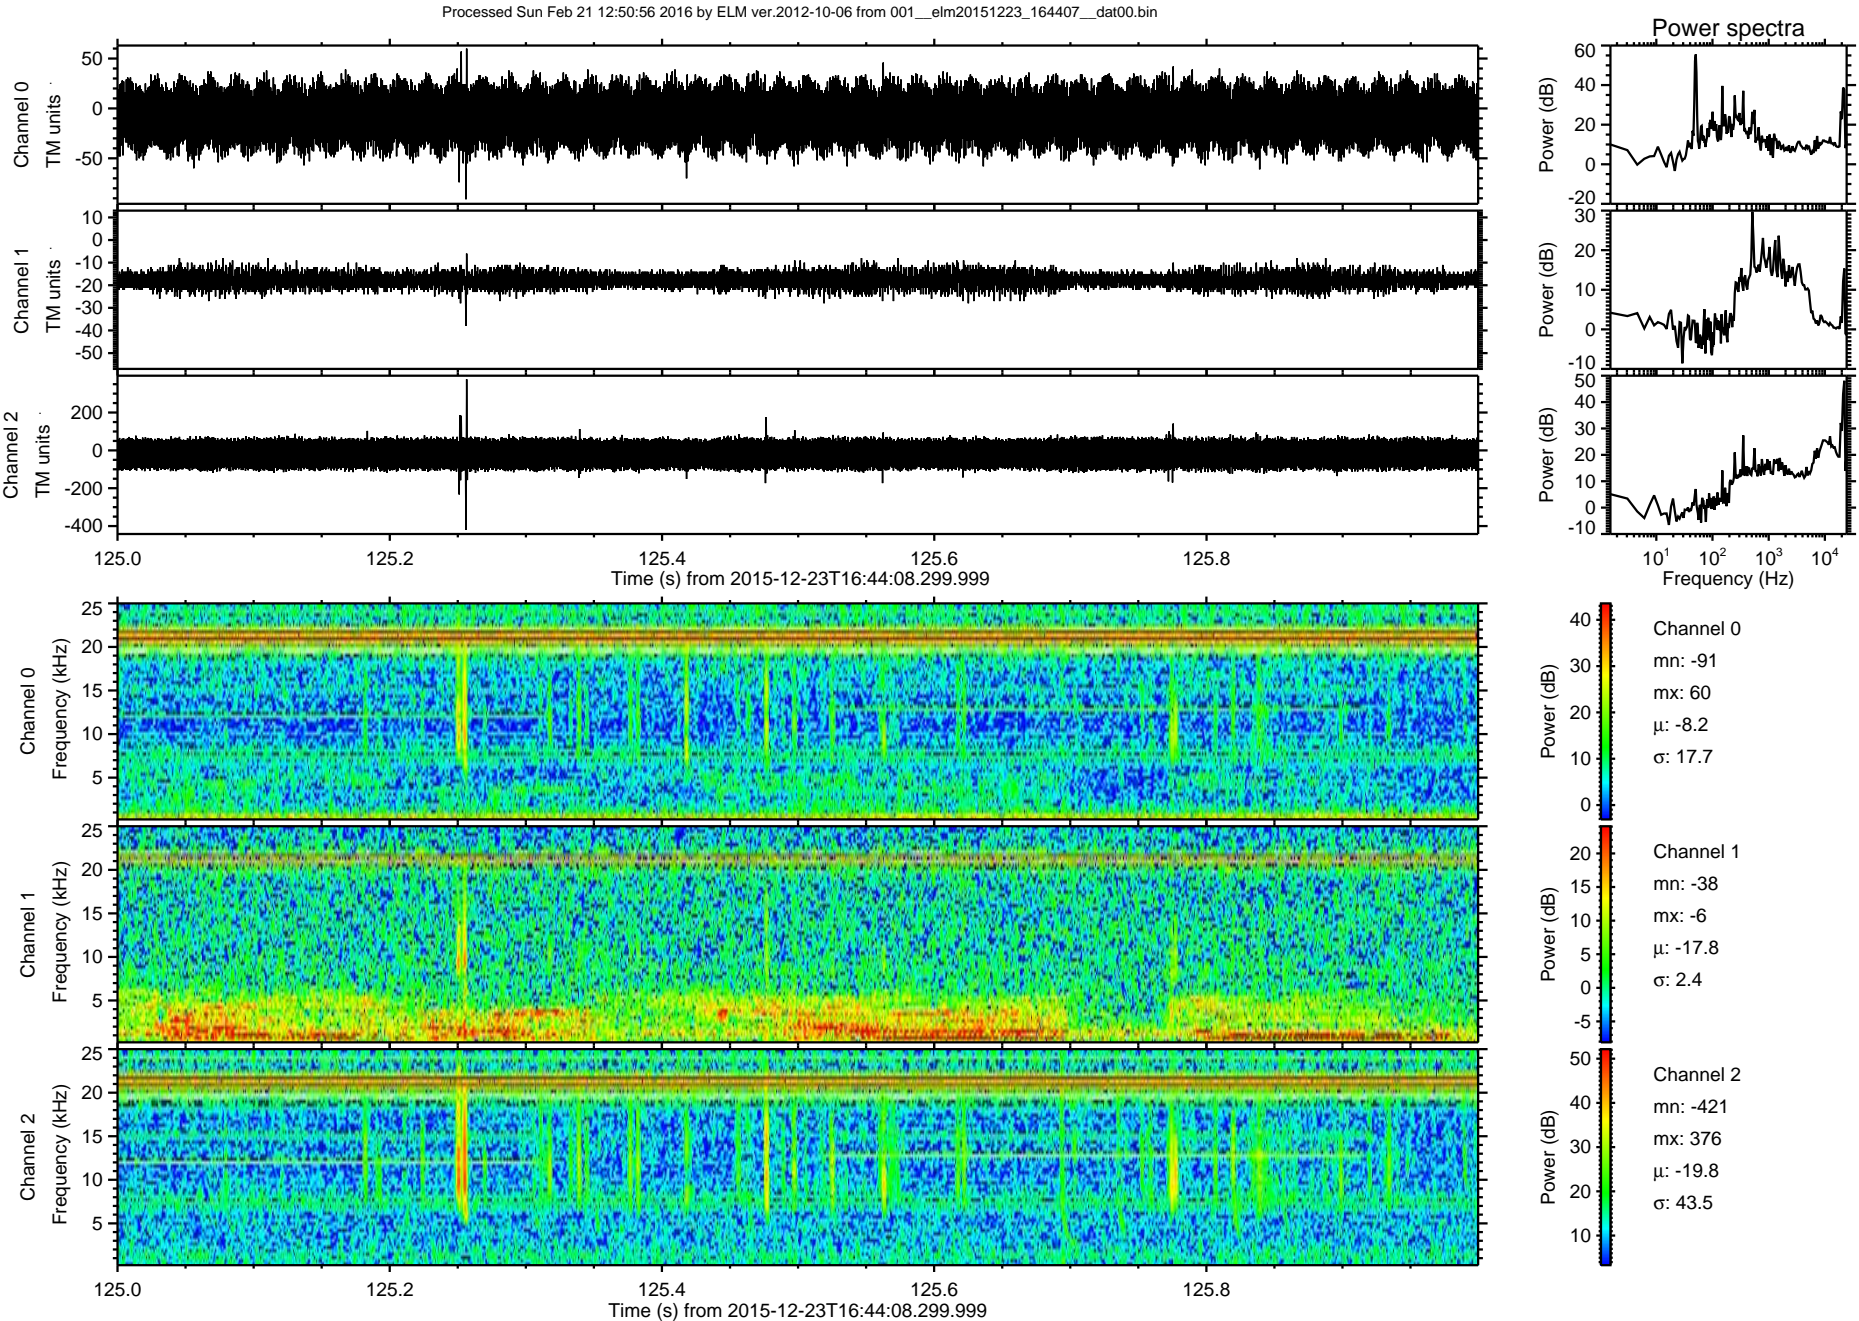 Processed Sun Feb 21 12:50:56 2016 by ELM ver.2012-10-06 from 001__elm20151223_164407__dat00.bin
Power spectra
Channel 0
TM units
50
0
-50
Power (dB)
60
40
20
0
-20
Channel 1
TM units
10
0
-10
-20
-30
-40
-50
Power (dB)
30
20
10
0
-10
Channel 2
TM units
200
0
-200
-400
Power (dB)
50
40
30
20
10
0
-10
125.0 125.2 125.4 125.6 125.8
Time (s) from 2015-12-23T16:44:08.299.999
10^1 10^2 10^3 10^4
Frequency (Hz)
Channel 0
Frequency (kHz)
25
20
15
10
5
Power (dB)
40
30
20
10
0
Channel 0
mn: -91
mx: 60
μ: -8.2
σ: 17.7
Channel 1
Frequency (kHz)
25
20
15
10
5
Power (dB)
20
15
10
5
0
-5
Channel 1
mn: -38
mx: -6
μ: -17.8
σ: 2.4
Channel 2
Frequency (kHz)
25
20
15
10
5
Power (dB)
50
40
30
20
10
Channel 2
mn: -421
mx: 376
μ: -19.8
σ: 43.5
125.0 125.2 125.4 125.6 125.8
Time (s) from 2015-12-23T16:44:08.299.999